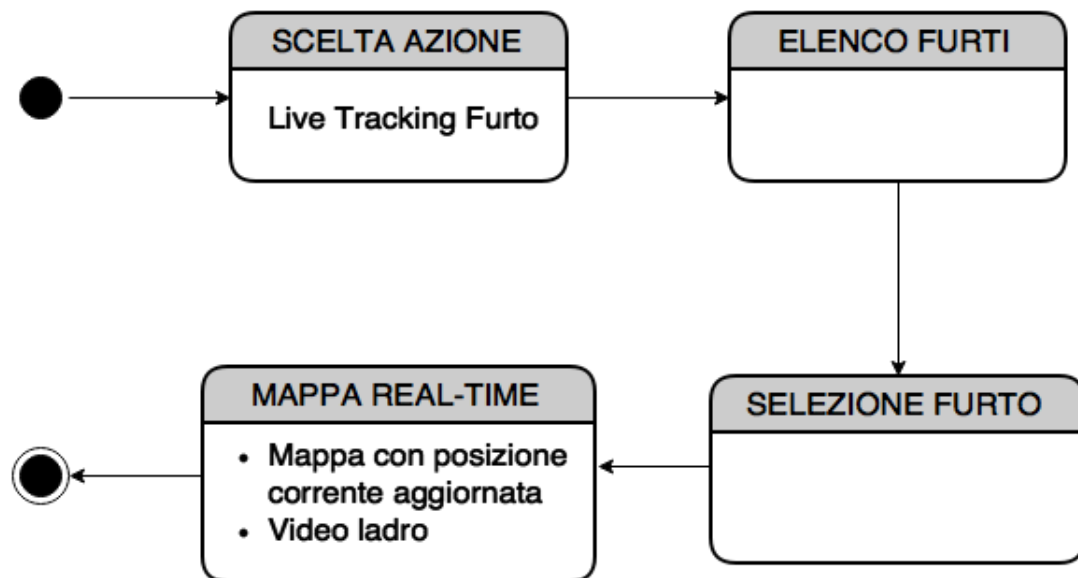 SCELTA AZIONE
Live Tracking Furto
ELENCO FURTI
MAPPA REAL-TIME
• Mappa con posizione
corrente aggiornata
• Video ladro
SELEZIONE FURTO